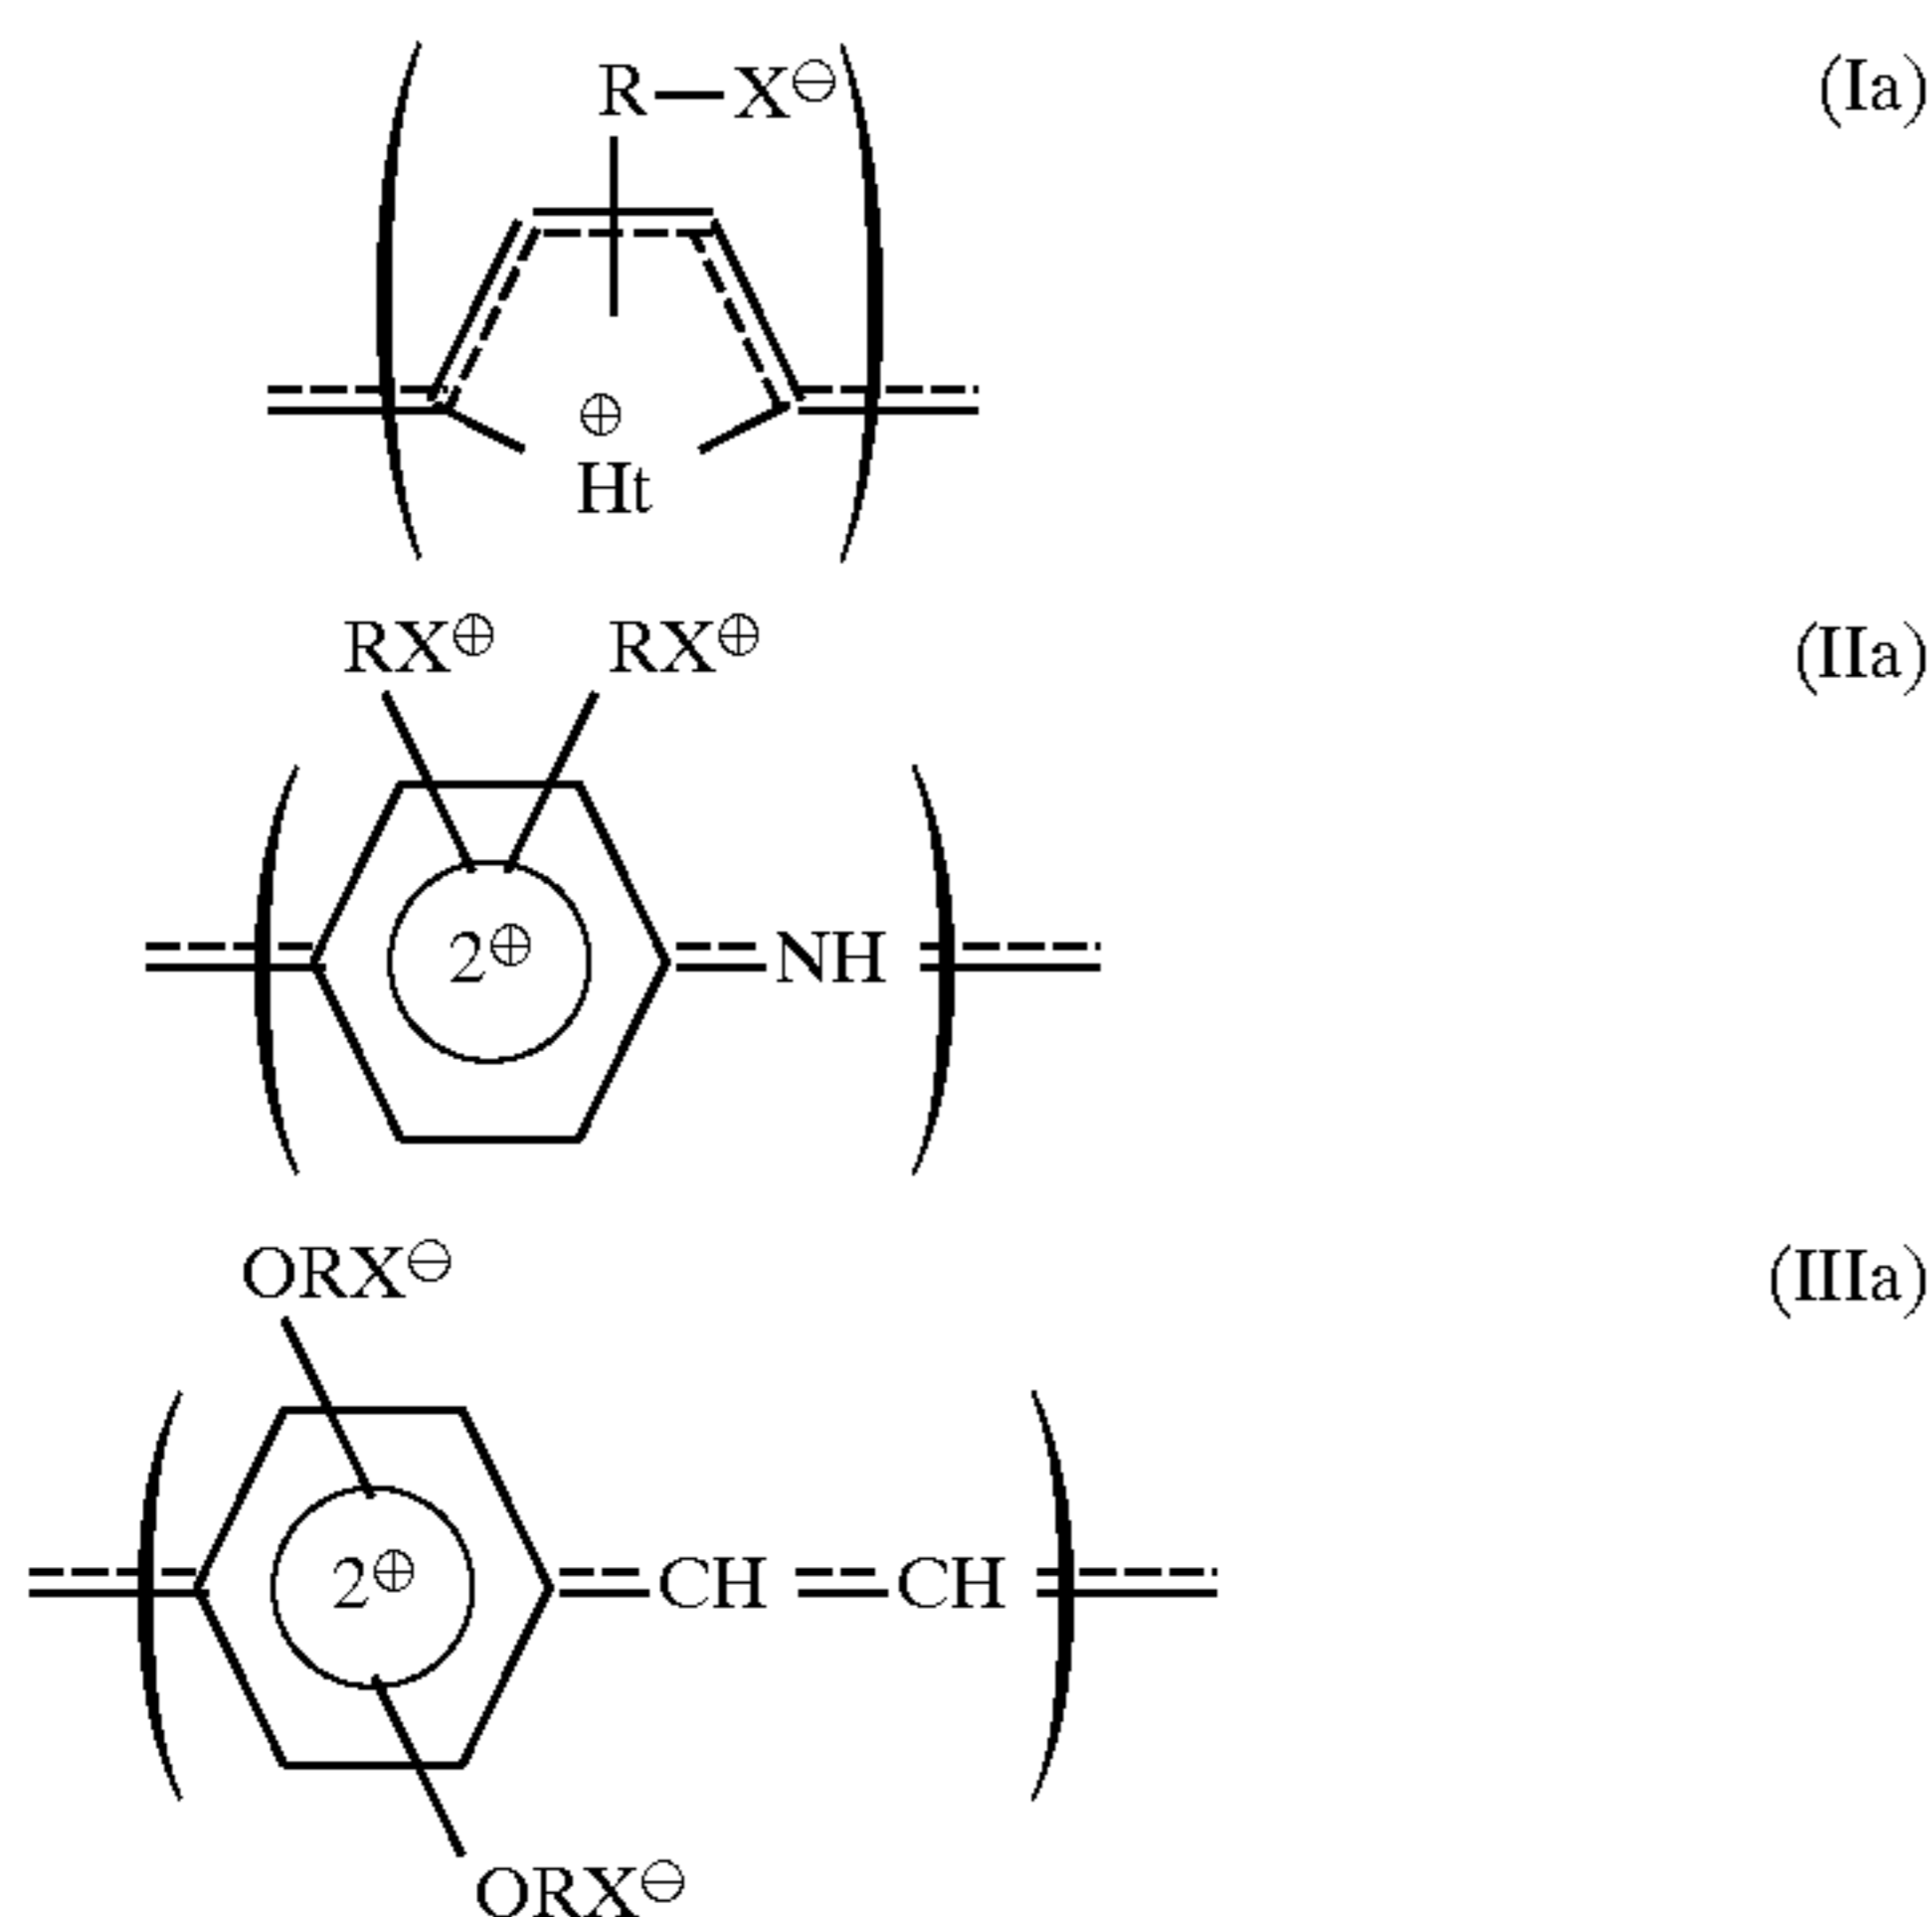 R—X⊖ (Ia)
⊕
Ht
RX⊕ RX⊕ (IIa)
2⊕ NH
ORX⊖ (IIIa)
2⊕ CH CH
ORX⊖